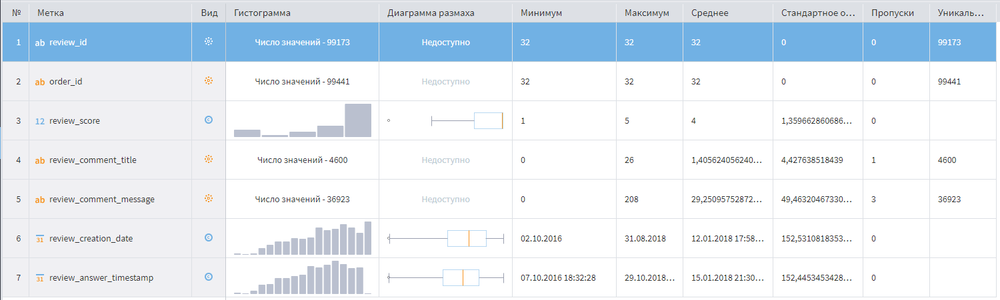 № Метка Вид Гистограмма Диаграмма размаха Минимум Максимум Среднее Стандартное о... Пропуски Уникаль...
1 ab review_id Число значений - 99173 Недоступно 32 32 32 0 0 99173
2 ab order_id Число значений - 99441 Недоступно 32 32 32 0 0 99441
3 12 review_score 1 5 4 1,359662860686... 0
4 ab review_comment_title Число значений - 4600 Недоступно 0 26 1,405624056240... 4,427638518439 1 4600
5 ab review_comment_message Число значений - 36923 Недоступно 0 208 29,25095752872... 49,46320467330... 3 36923
6 31 review_creation_date 02.10.2016 31.08.2018 12.01.2018 17:58... 152,5310818353... 0
7 31 review_answer_timestamp 07.10.2016 18:32:28 29.10.2018... 15.01.2018 21:30... 152,4453453428... 0